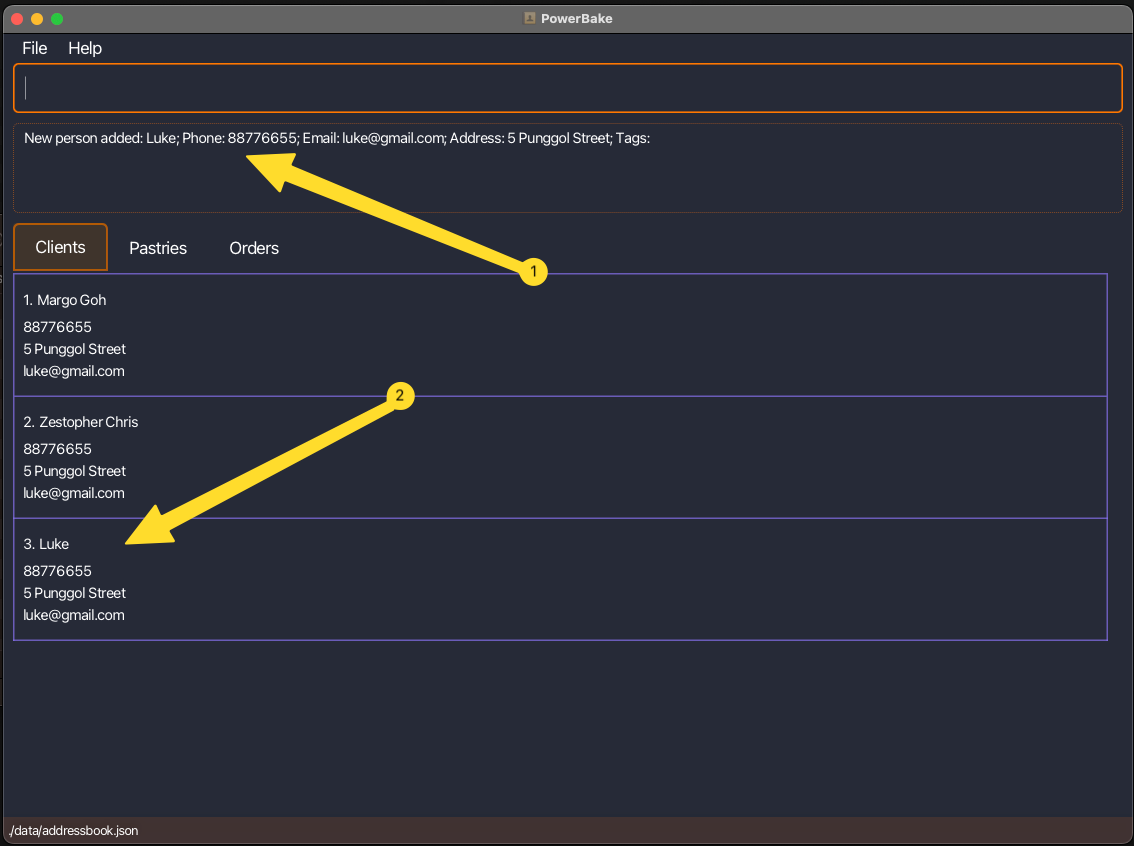 PowerBake
File Help
New person added: Luke; Phone: 88776655; Email: luke@gmail.com; Address: 5 Punggol Street; Tags:
1
Clients Pastries Orders
1. Margo Goh
88776655
5 Punggol Street
luke@gmail.com
2
2. Zestopher Chris
88776655
5 Punggol Street
luke@gmail.com
3. Luke
88776655
5 Punggol Street
luke@gmail.com
./data/addressbook.json